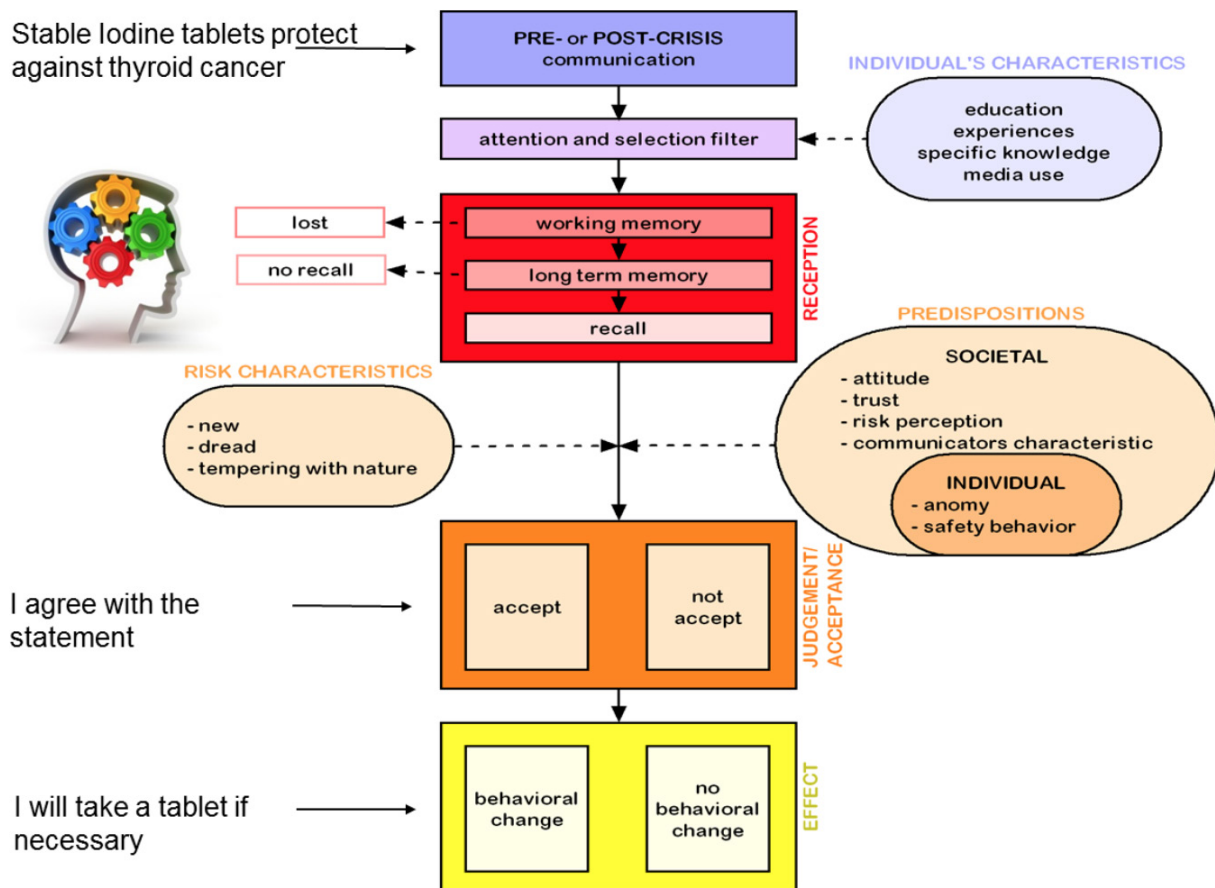 Stable Iodine tablets protect
against thyroid cancer
PRE- or POST-CRISIS
communication
INDIVIDUAL'S CHARACTERISTICS
education
experiences
specific knowledge
media use
attention and selection filter
lost
working memory
no recall
long term memory
recall
RECEPTION
PREDISPOSITIONS
SOCIETAL
- attitude
- trust
- risk perception
- communicators characteristic
INDIVIDUAL
- anomy
- safety behavior
RISK CHARACTERISTICS
- new
- dread
- tempering with nature
I agree with the
statement
accept
not
accept
JUDGEMENT/
ACCEPTANCE
I will take a tablet if
necessary
behavioral
change
no
behavioral
change
EFFECT